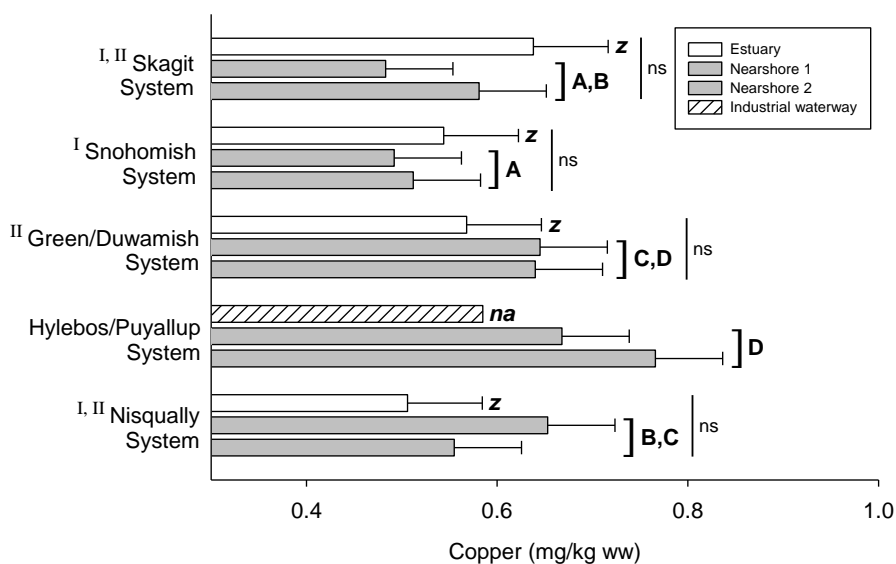 I, II Skagit
System
z
A,B
ns
Estuary
Nearshore 1
Nearshore 2
Industrial waterway
I Snohomish
System
z
A
ns
II Green/Duwamish
System
z
C,D
ns
Hylebos/Puyallup
System
na
D
I, II Nisqually
System
z
B,C
ns
0.4 0.6 0.8 1.0
Copper (mg/kg ww)